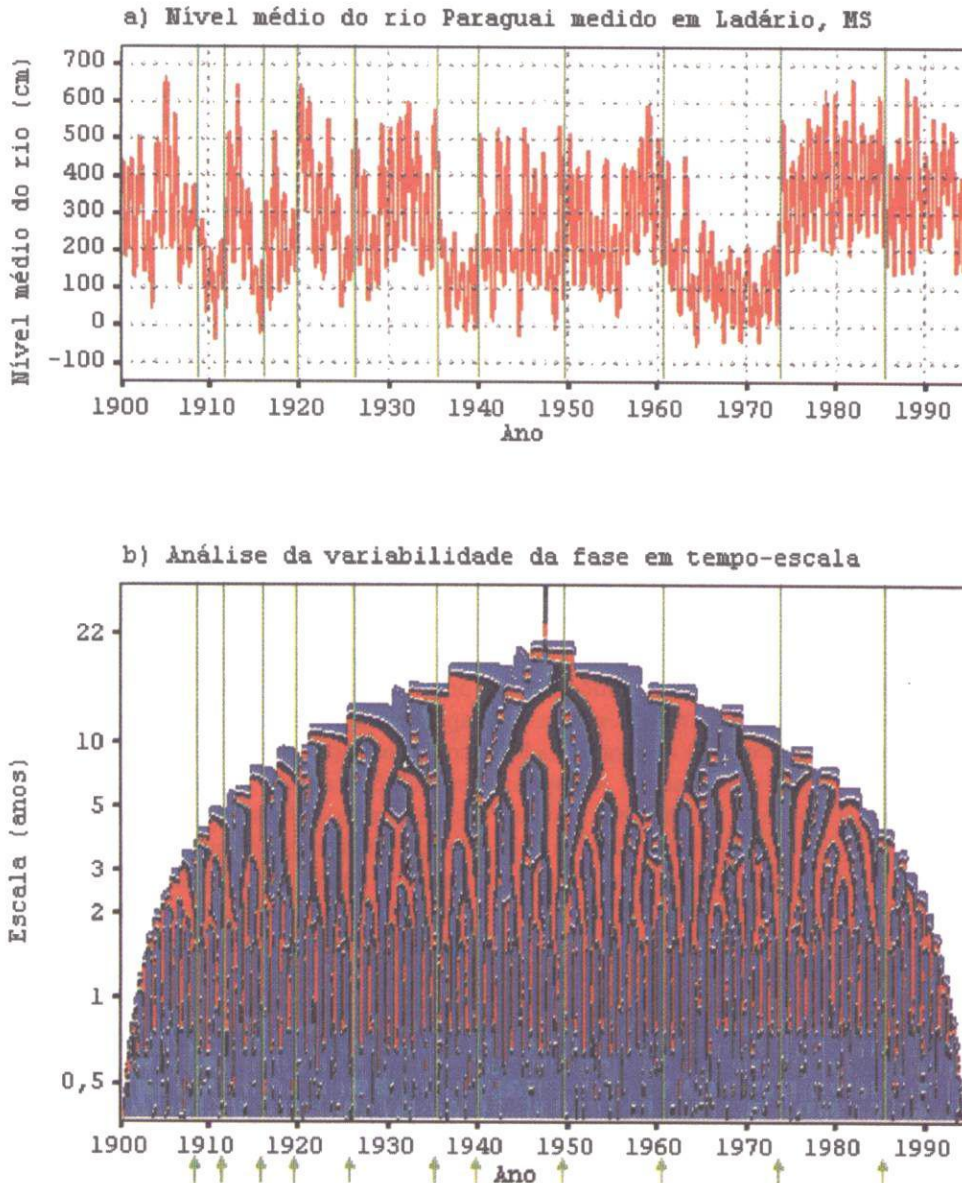 a) Nível médio do rio Paraguai medido em Ladário, MS
Nível médio do rio (cm)
700
600
500
400
300
200
100
0
-100
1900 1910 1920 1930 1940 1950 1960 1970 1980 1990
Ano
b) Análise da variabilidade da fase em tempo-escala
Escala (anos)
22
10
5
3
2
1
0,5
1900 1910 1920 1930 1940 1950 1960 1970 1980 1990
Ano